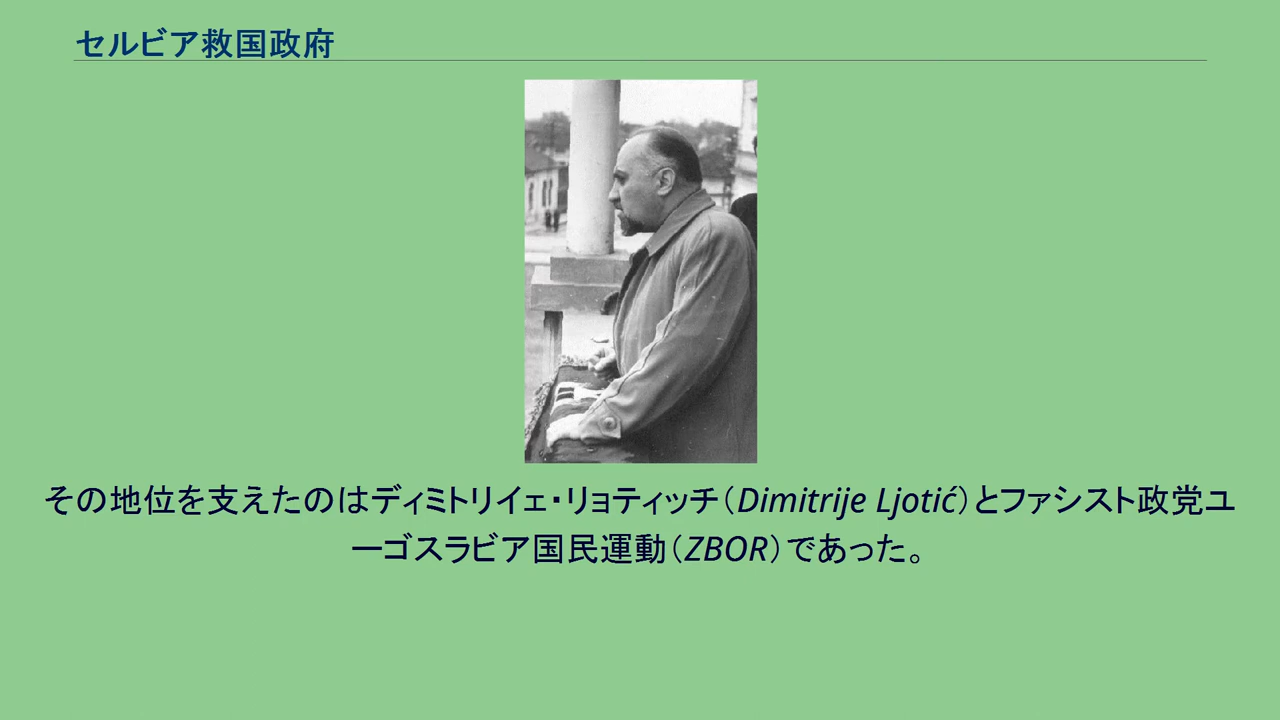 セルビア救国政府
その地位を支えたのはディミトリイェ・リョティッチ（Dimitrije Ljotić）とファシスト政党ユ
ーゴスラビア国民運動（ZBOR）であった。